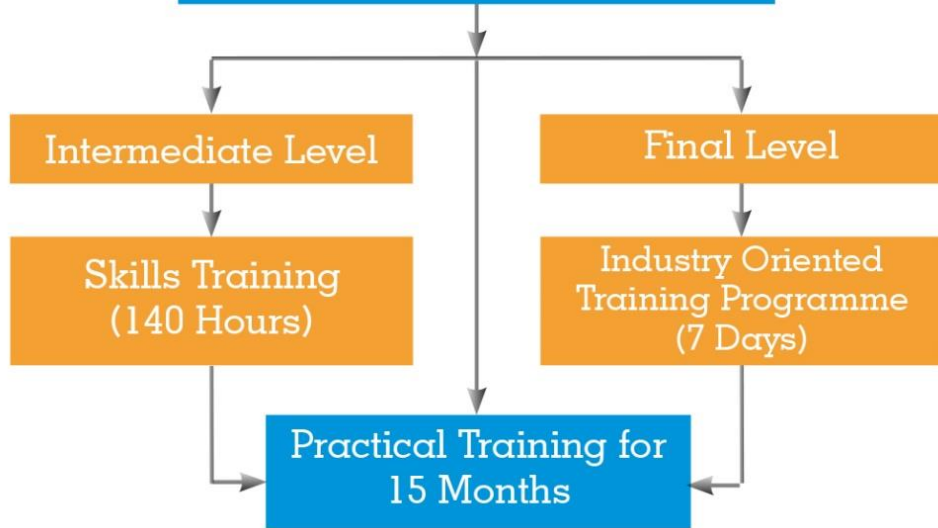 Intermediate Level
Final Level
Skills Training
(140 Hours)
Industry Oriented
Training Programme
(7 Days)
Practical Training for
15 Months